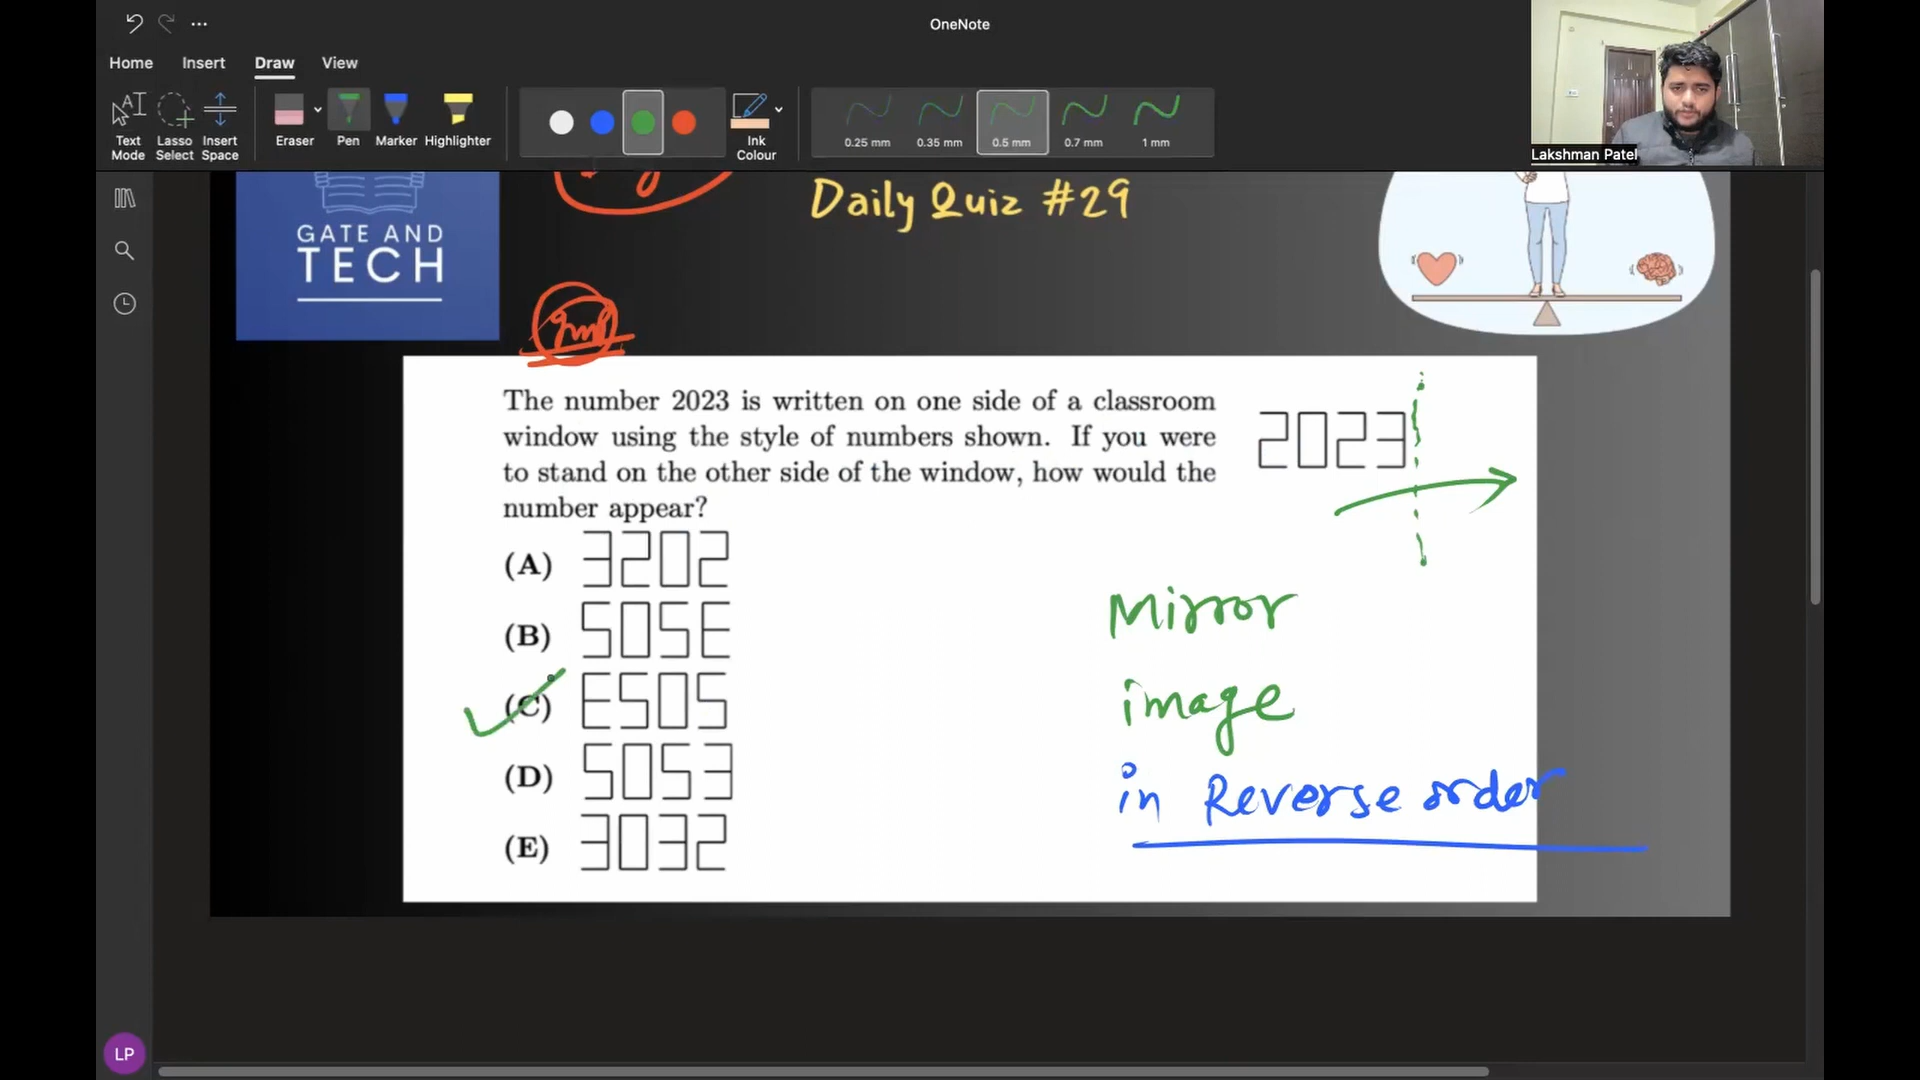 OneNote
Home Insert Draw View
Text Mode
Lasso Select
Insert Space
Eraser
Pen
Marker
Highlighter
Ink Colour
0.25 mm
0.35 mm
0.5 mm
0.7 mm
1 mm
Lakshman Patel
GATE AND
TECH
Daily Quiz #29
The number 2023 is written on one side of a classroom
window using the style of numbers shown. If you were
to stand on the other side of the window, how would the
number appear?
2023
(A) 3202
(B) SOSE
(C) ESOS
(D) 5053
(E) 3032
Mirror
image
in Reverse order
LP